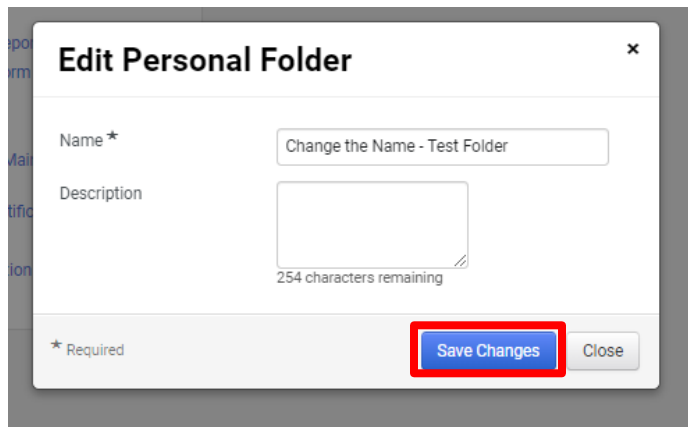 Edit Personal Folder
×
Name *
Change the Name - Test Folder
Description
254 characters remaining
* Required
Save Changes
Close